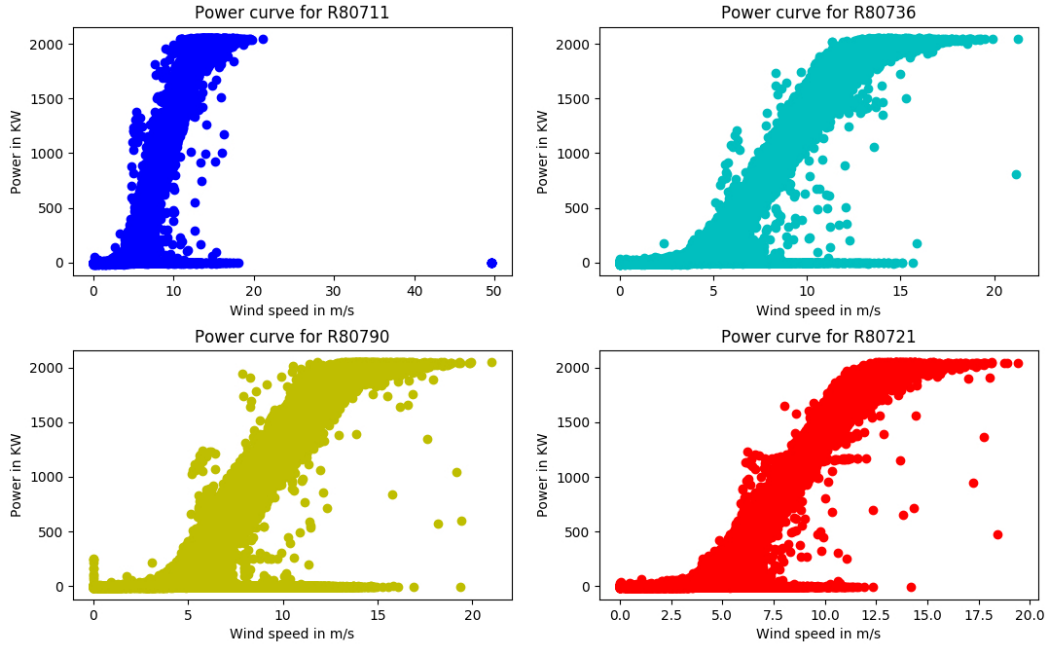 Power curve for R80711
Power in KW
2000
1500
1000
500
0
0 10 20 30 40 50
Wind speed in m/s
Power curve for R80736
Power in KW
2000
1500
1000
500
0
0 5 10 15 20
Wind speed in m/s
Power curve for R80790
Power in KW
2000
1500
1000
500
0
0 5 10 15 20
Wind speed in m/s
Power curve for R80721
Power in KW
2000
1500
1000
500
0
0.0 2.5 5.0 7.5 10.0 12.5 15.0 17.5 20.0
Wind speed in m/s